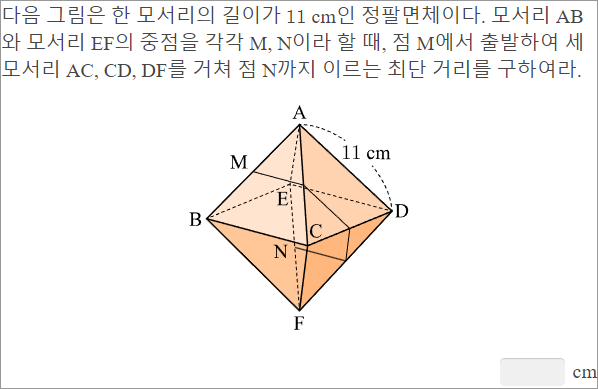 다음 그림은 한 모서리의 길이가 11 cm인 정팔면체이다. 모서리 AB
와 모서리 EF의 중점을 각각 M, N이라 할 때, 점 M에서 출발하여 세
모서리 AC, CD, DF를 거쳐 점 N까지 이르는 최단 거리를 구하여라.
A
11 cm
M
E
D
B
C
N
F
cm